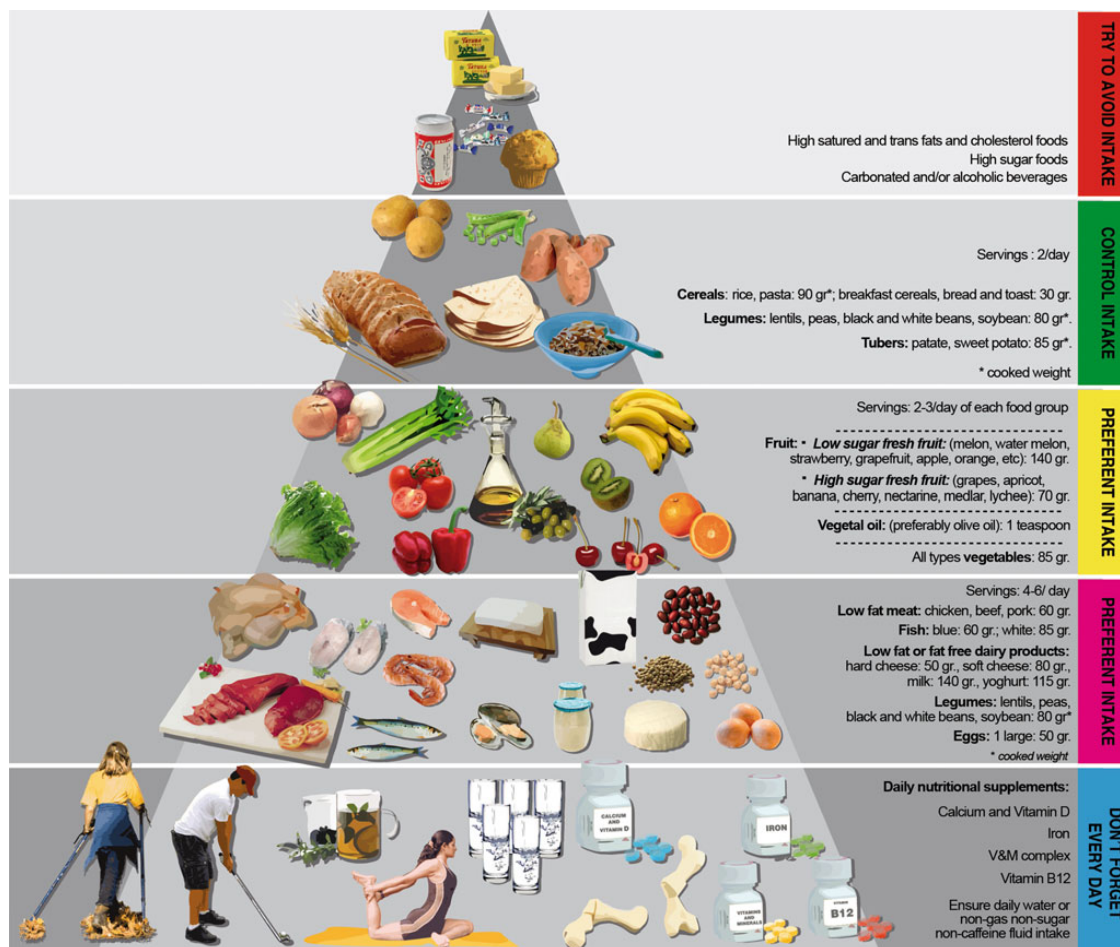 TRY TO AVOID INTAKE
High satured and trans fats and cholesterol foods
High sugar foods
Carbonated and/or alcoholic beverages
CONTROL INTAKE
Servings : 2/day
Cereals: rice, pasta: 90 gr*; breakfast cereals, bread and toast: 30 gr.
Legumes: lentils, peas, black and white beans, soybean: 80 gr*.
Tubers: patate, sweet potato: 85 gr*.
* cooked weight
PREFERENT INTAKE
Servings: 2-3/day of each food group
Fruit: • Low sugar fresh fruit: (melon, water melon,
strawberry, grapefruit, apple, orange, etc): 140 gr.
• High sugar fresh fruit: (grapes, apricot,
banana, cherry, nectarine, medlar, lychee): 70 gr.
Vegetal oil: (preferably olive oil): 1 teaspoon
All types vegetables: 85 gr.
PREFERENT INTAKE
Servings: 4-6/ day
Low fat meat: chicken, beef, pork: 60 gr.
Fish: blue: 60 gr.; white: 85 gr.
Low fat or fat free dairy products:
hard cheese: 50 gr., soft cheese: 80 gr.,
milk: 140 gr., yoghurt: 115 gr.
Legumes: lentils, peas,
black and white beans, soybean: 80 gr*
Eggs: 1 large: 50 gr.
* cooked weight
DON'T FORGET
EVERY DAY
CALCIUM
AND
VITAMIN D
IRON
VITAMINS
AND
MINERALS
B12
Daily nutritional supplements:
Calcium and Vitamin D
Iron
V&M complex
Vitamin B12
Ensure daily water or
non-gas non-sugar
non-caffeine fluid intake